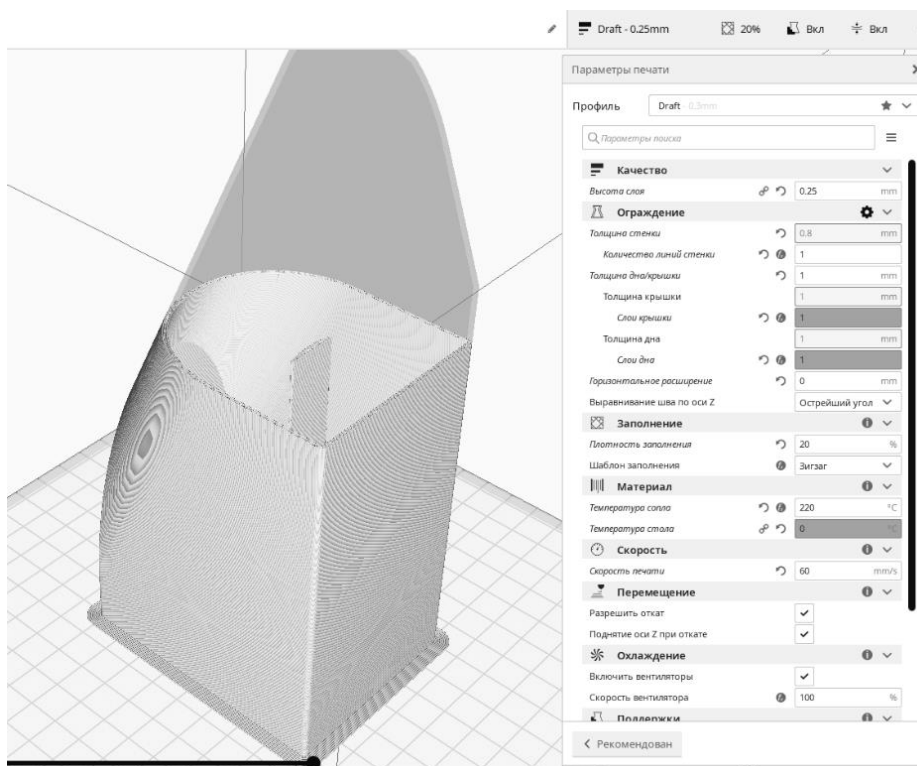 Draft - 0.25mm 20% Вкл Вкл
Параметры печати
Профиль Draft 0.3mm
Параметры поиска
Качество
Высота слоя 0.25 mm
Ограждение
Толщина стенки 0.8 mm
Количество линий стенки 1
Толщина дна/крышки 1 mm
Толщина крышки 1 mm
Слои крышки 1
Толщина дна 1 mm
Слои дна 1
Горизонтальное расширение 0 mm
Выравнивание шва по оси Z Острейший угол
Заполнение
Плотность заполнения 20 %
Шаблон заполнения Зигзаг
Материал
Температура сопла 220 °C
Температура стола 0 °C
Скорость
Скорость печати 60 mm/s
Перемещение
Разрешить откат
Поднятие оси Z при откате
Охлаждение
Включить вентиляторы
Скорость вентилятора 100 %
Поддержки
Рекомендован